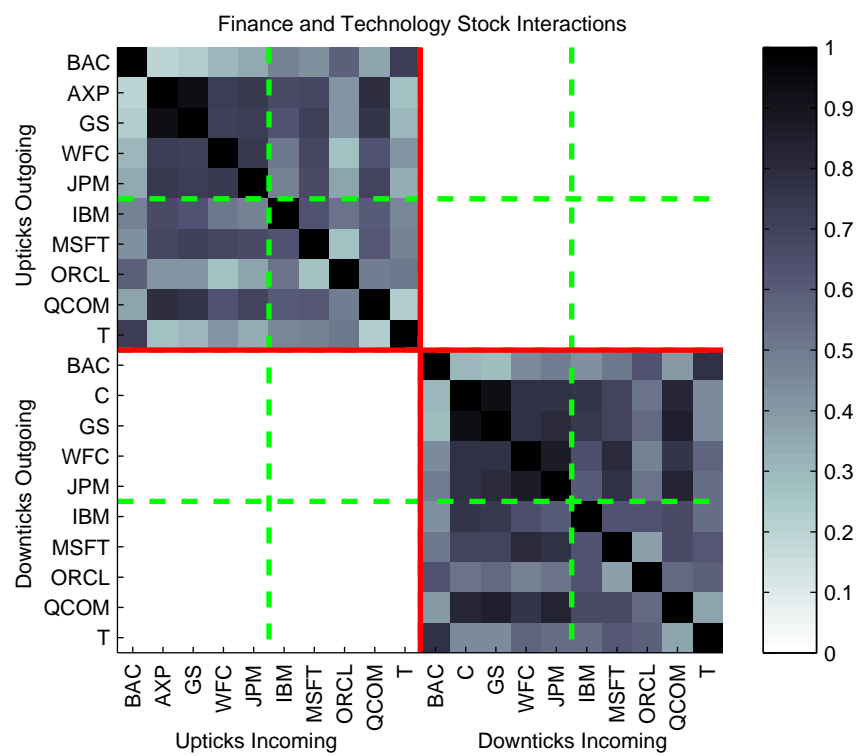 Finance and Technology Stock Interactions
Upticks Outgoing
BAC
AXP
GS
WFC
JPM
IBM
MSFT
ORCL
QCOM
T
Downticks Outgoing
BAC
C
GS
WFC
JPM
IBM
MSFT
ORCL
QCOM
T
BAC AXP GS WFC JPM IBM MSFT ORCL QCOM T
BAC C GS WFC JPM IBM MSFT ORCL QCOM T
Upticks Incoming
Downticks Incoming
1
0.9
0.8
0.7
0.6
0.5
0.4
0.3
0.2
0.1
0